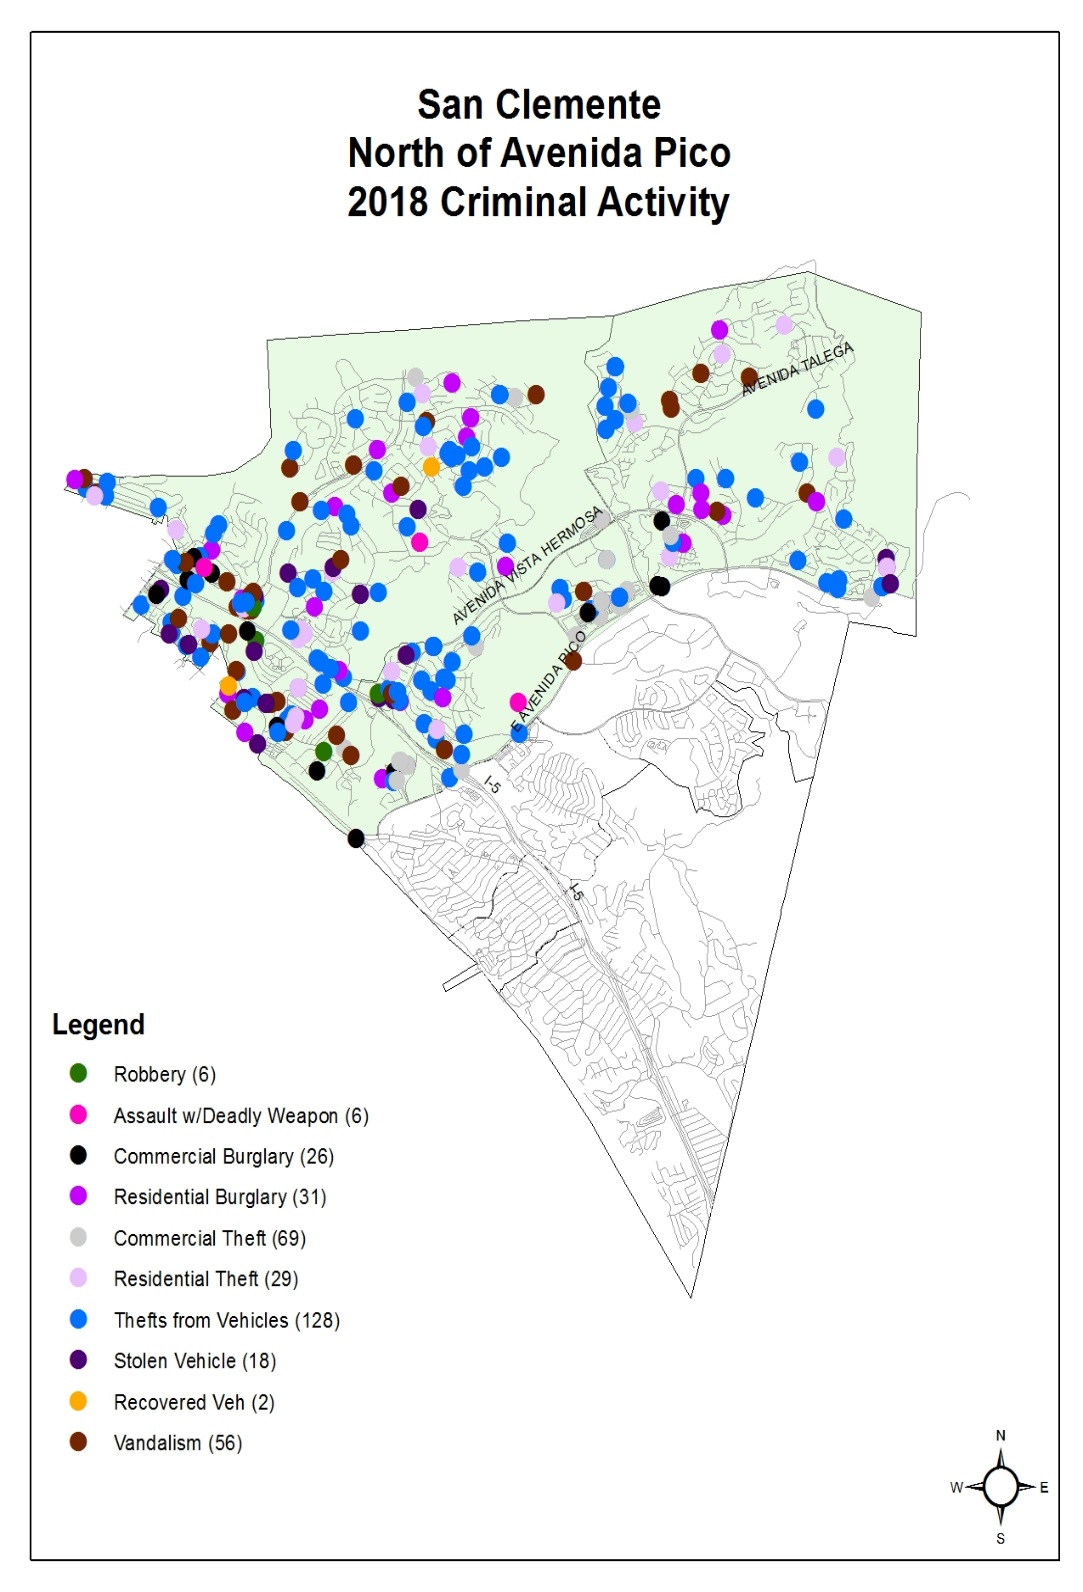 San Clemente
North of Avenida Pico
2018 Criminal Activity
AVENIDA TALEGA
AVENIDA VISTA HERMOSA
E AVENIDA PICO
I-5
I-5
Legend
Robbery (6)
Assault w/Deadly Weapon (6)
Commercial Burglary (26)
Residential Burglary (31)
Commercial Theft (69)
Residential Theft (29)
Thefts from Vehicles (128)
Stolen Vehicle (18)
Recovered Veh (2)
Vandalism (56)
N
W E
S